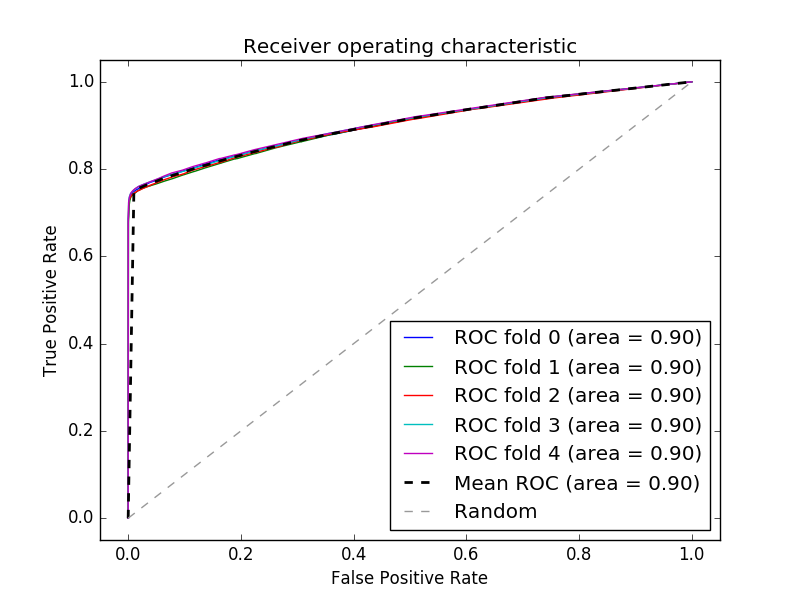 Receiver operating characteristic
1.0
0.8
0.6
0.4
0.2
0.0
True Positive Rate
ROC fold 0 (area = 0.90)
ROC fold 1 (area = 0.90)
ROC fold 2 (area = 0.90)
ROC fold 3 (area = 0.90)
ROC fold 4 (area = 0.90)
Mean ROC (area = 0.90)
Random
0.0 0.2 0.4 0.6 0.8 1.0
False Positive Rate